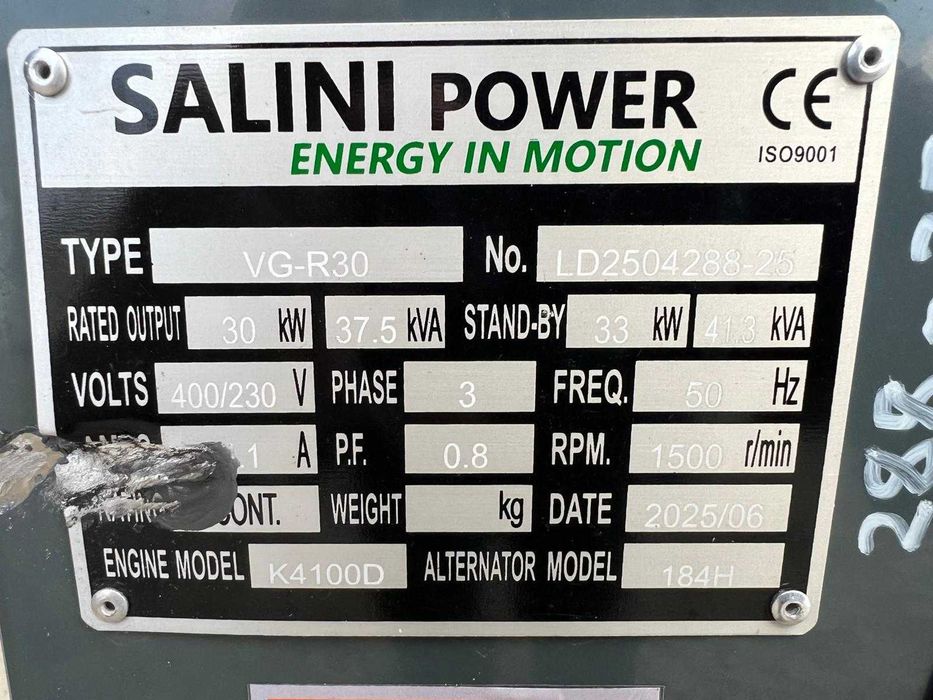 SALINI POWER CE
ENERGY IN MOTION ISO9001
TYPE VG-R30 No. LD2504288-25
RATED OUTPUT 30 kW 37.5 kVA STAND-BY 33 kW 41.3 kVA
VOLTS 400/230 V PHASE 3 FREQ. 50 Hz
.1 A P.F. 0.8 RPM. 1500 r/min
CONT. WEIGHT kg DATE 2025/06
ENGINE MODEL K4100D ALTERNATOR MODEL 184H